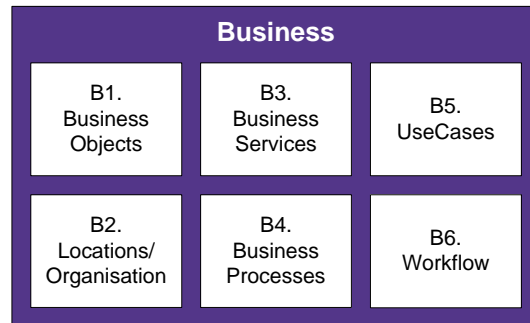 Business
B1.
Business
Objects
B3.
Business
Services
B5.
UseCases
B2.
Locations/
Organisation
B4.
Business
Processes
B6.
Workflow